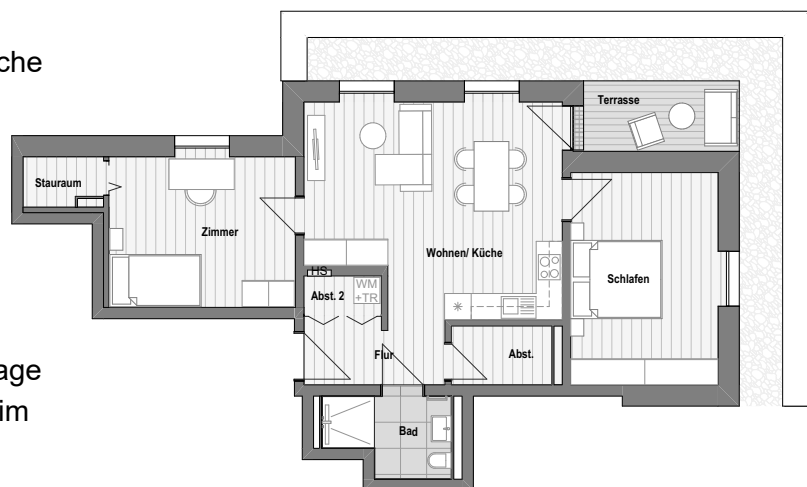 che
Terrasse
Stauraum
Zimmer
Wohnen/ Küche
HS
Schlafen
WM
+TR
Abst. 2
Flur
Abst.
age
im
Bad